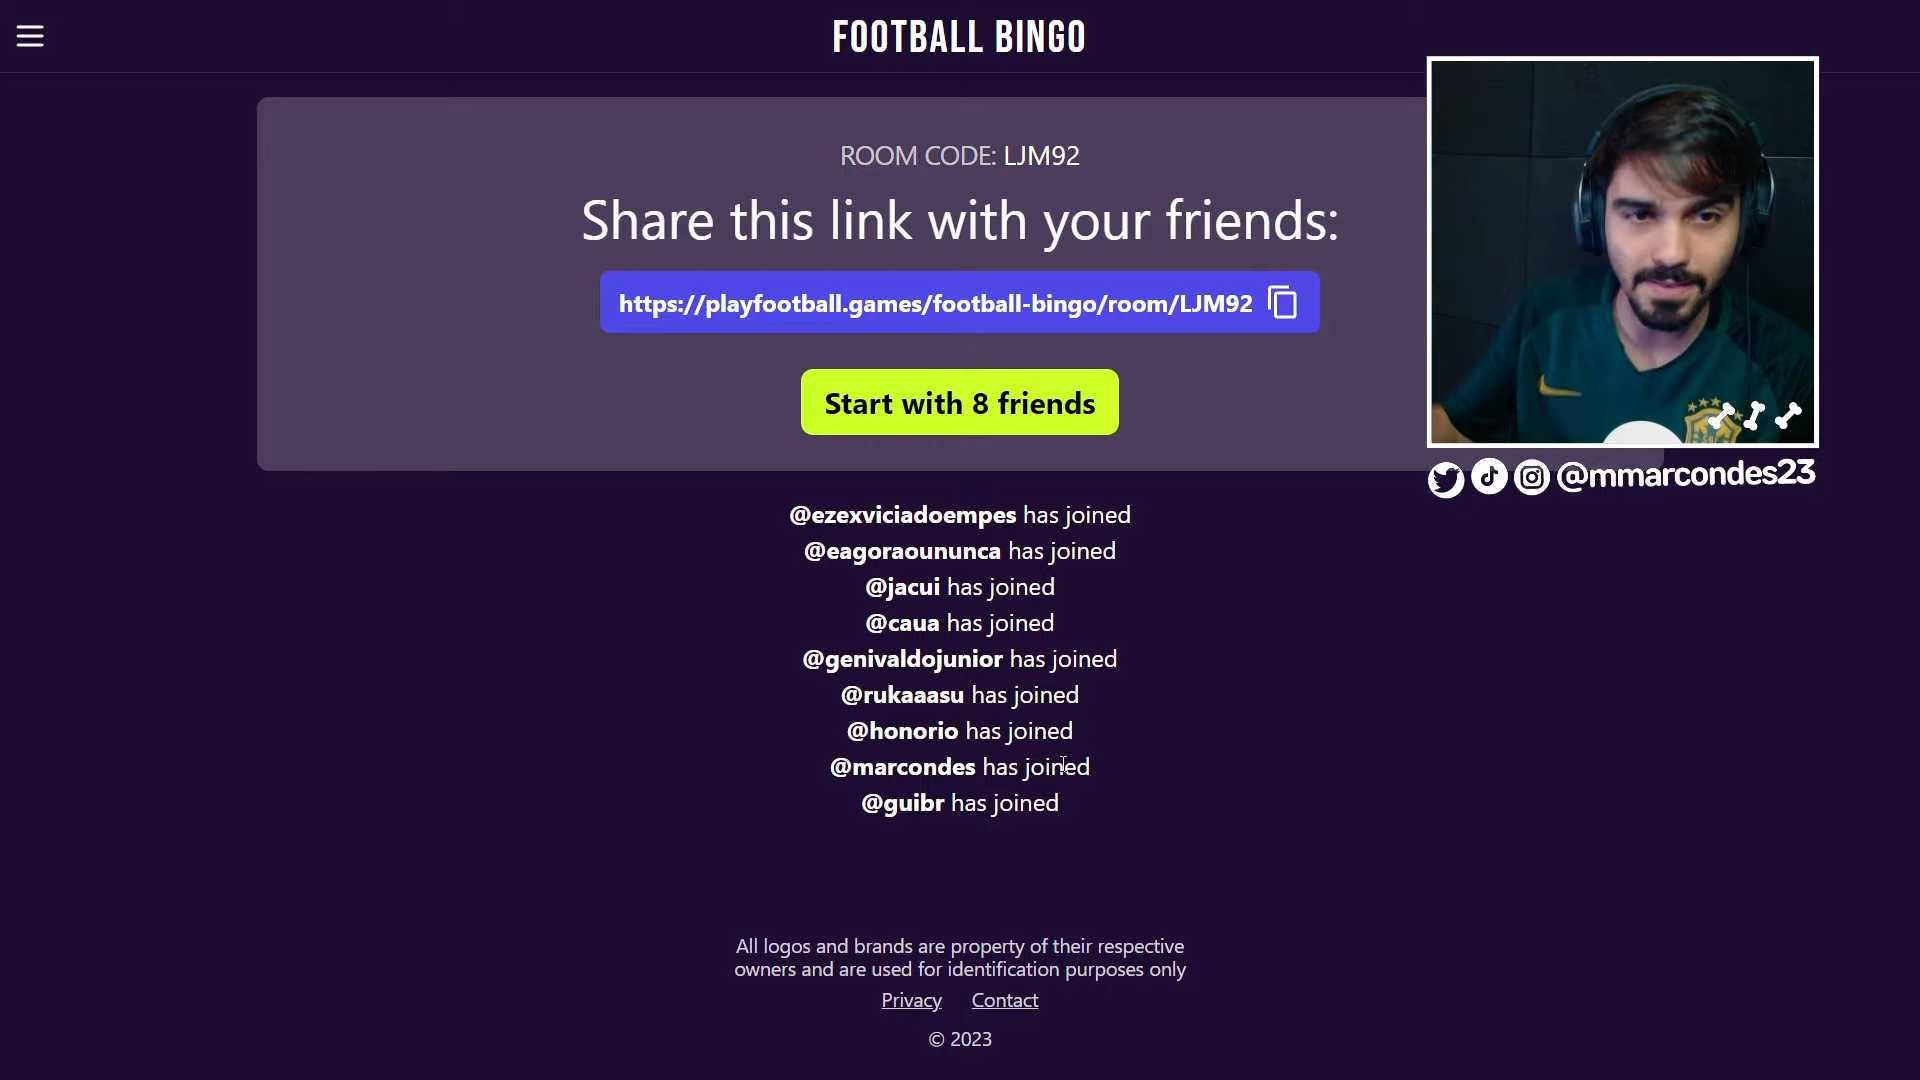 FOOTBALL BINGO
ROOM CODE: LJM92
Share this link with your friends:
https://playfootball.games/football-bingo/room/LJM92
Start with 8 friends
@mmarcondes23
@ezexviciadoempes has joined
@eagoraoununca has joined
@jacui has joined
@caua has joined
@genivaldojunior has joined
@rukaaasu has joined
@honorio has joined
@marcondes has joined
@guibr has joined
All logos and brands are property of their respective
owners and are used for identification purposes only
Privacy Contact
© 2023